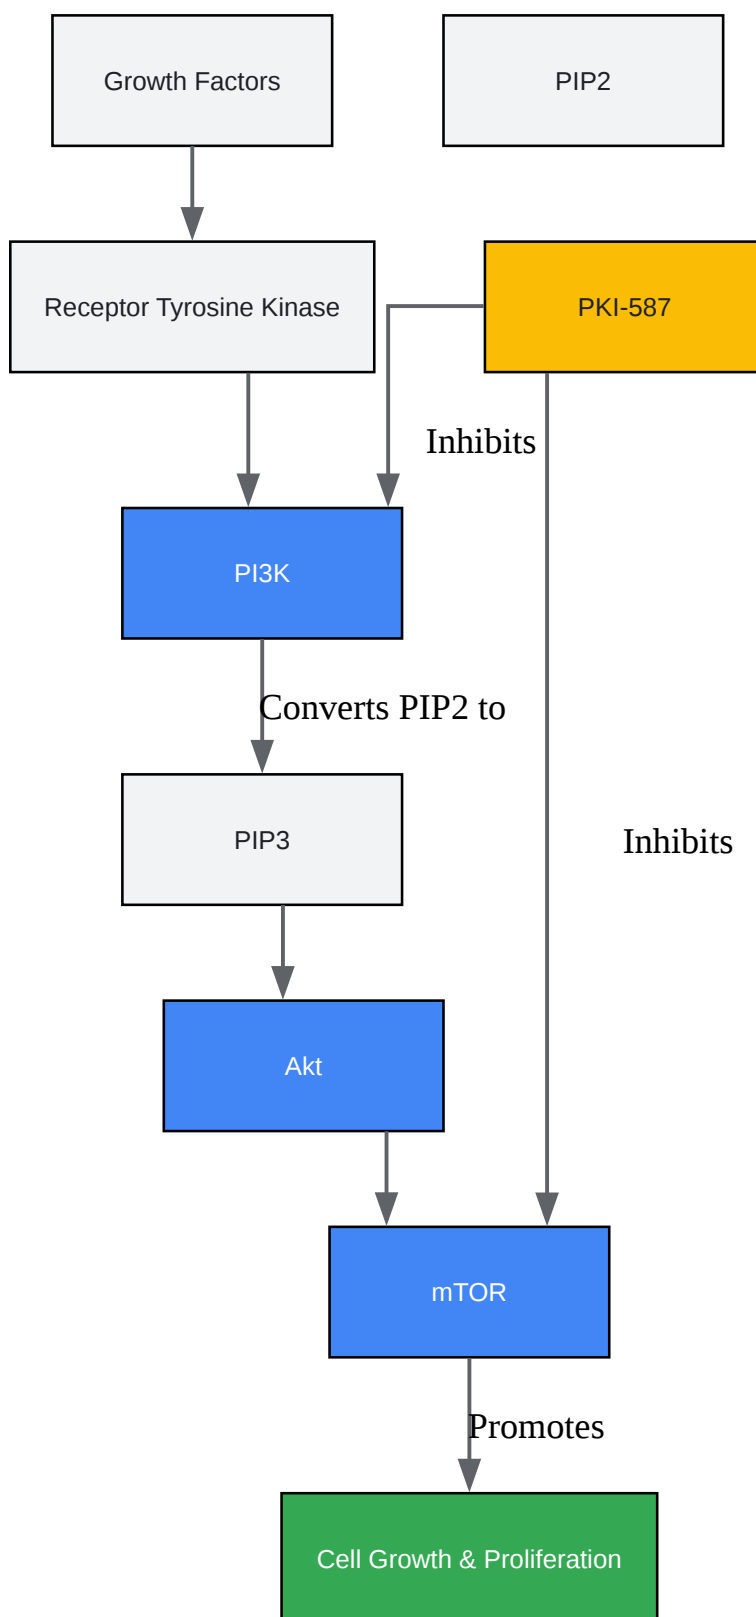 Growth Factors
PIP2
Receptor Tyrosine Kinase
PKI-587
Inhibits
PI3K
Converts PIP2 to
PIP3
Inhibits
Akt
mTOR
Promotes
Cell Growth & Proliferation